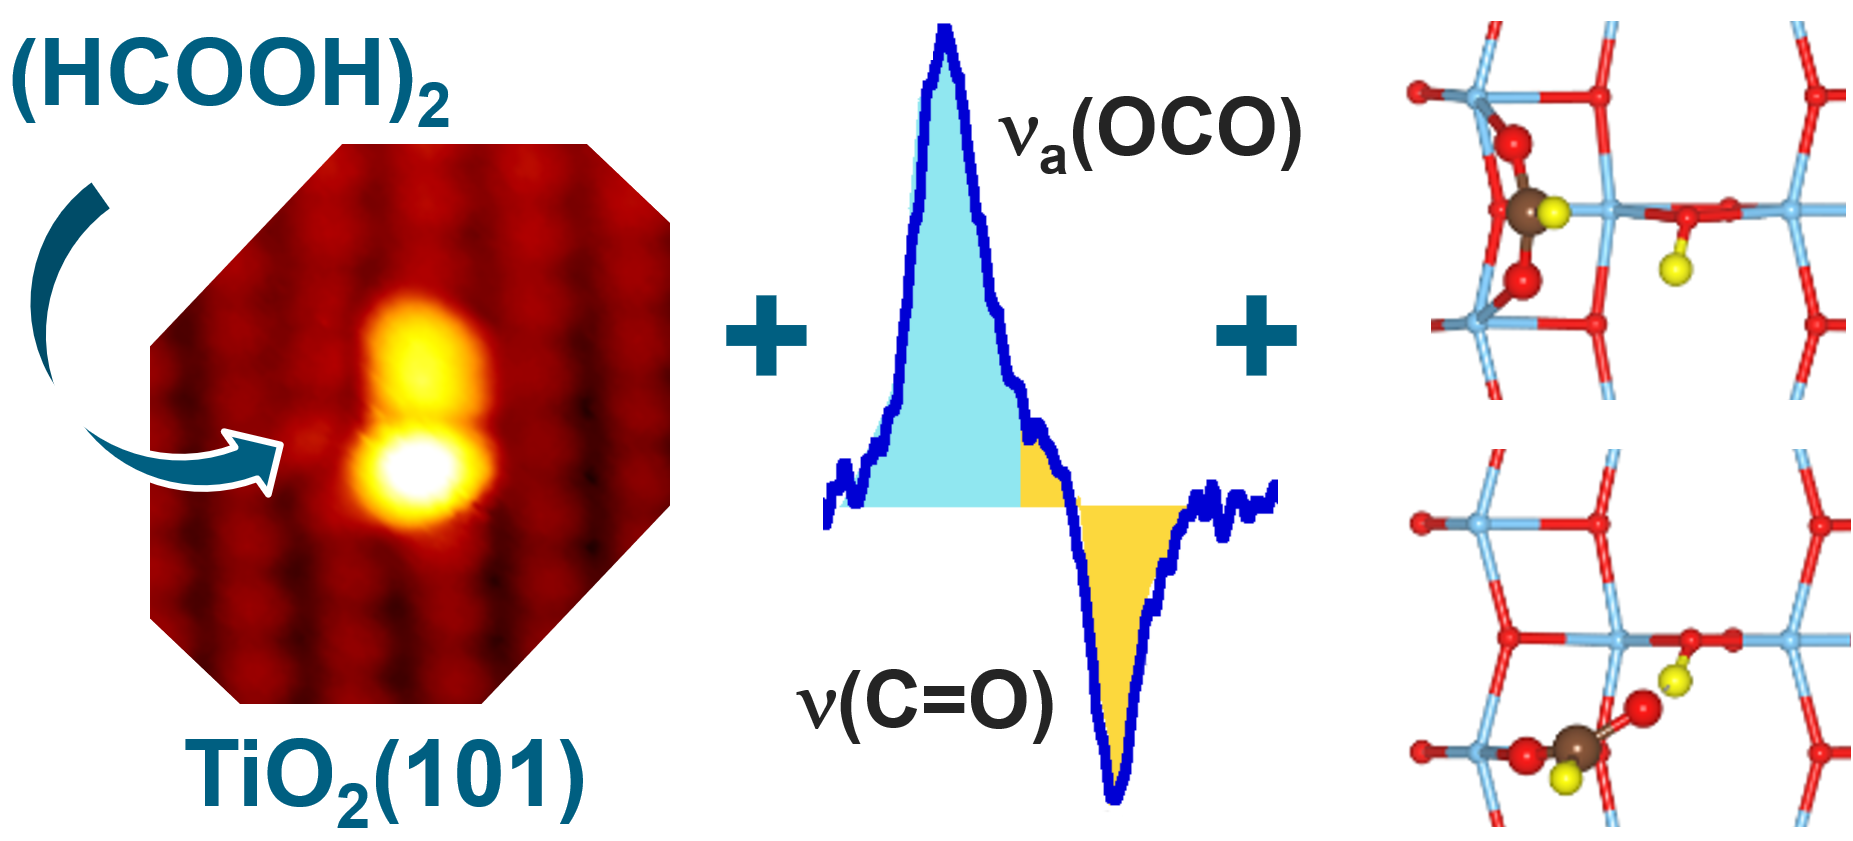 (HCOOH)₂
TiO₂(101)
+
νₐ(OCO)
ν(C=O)
+